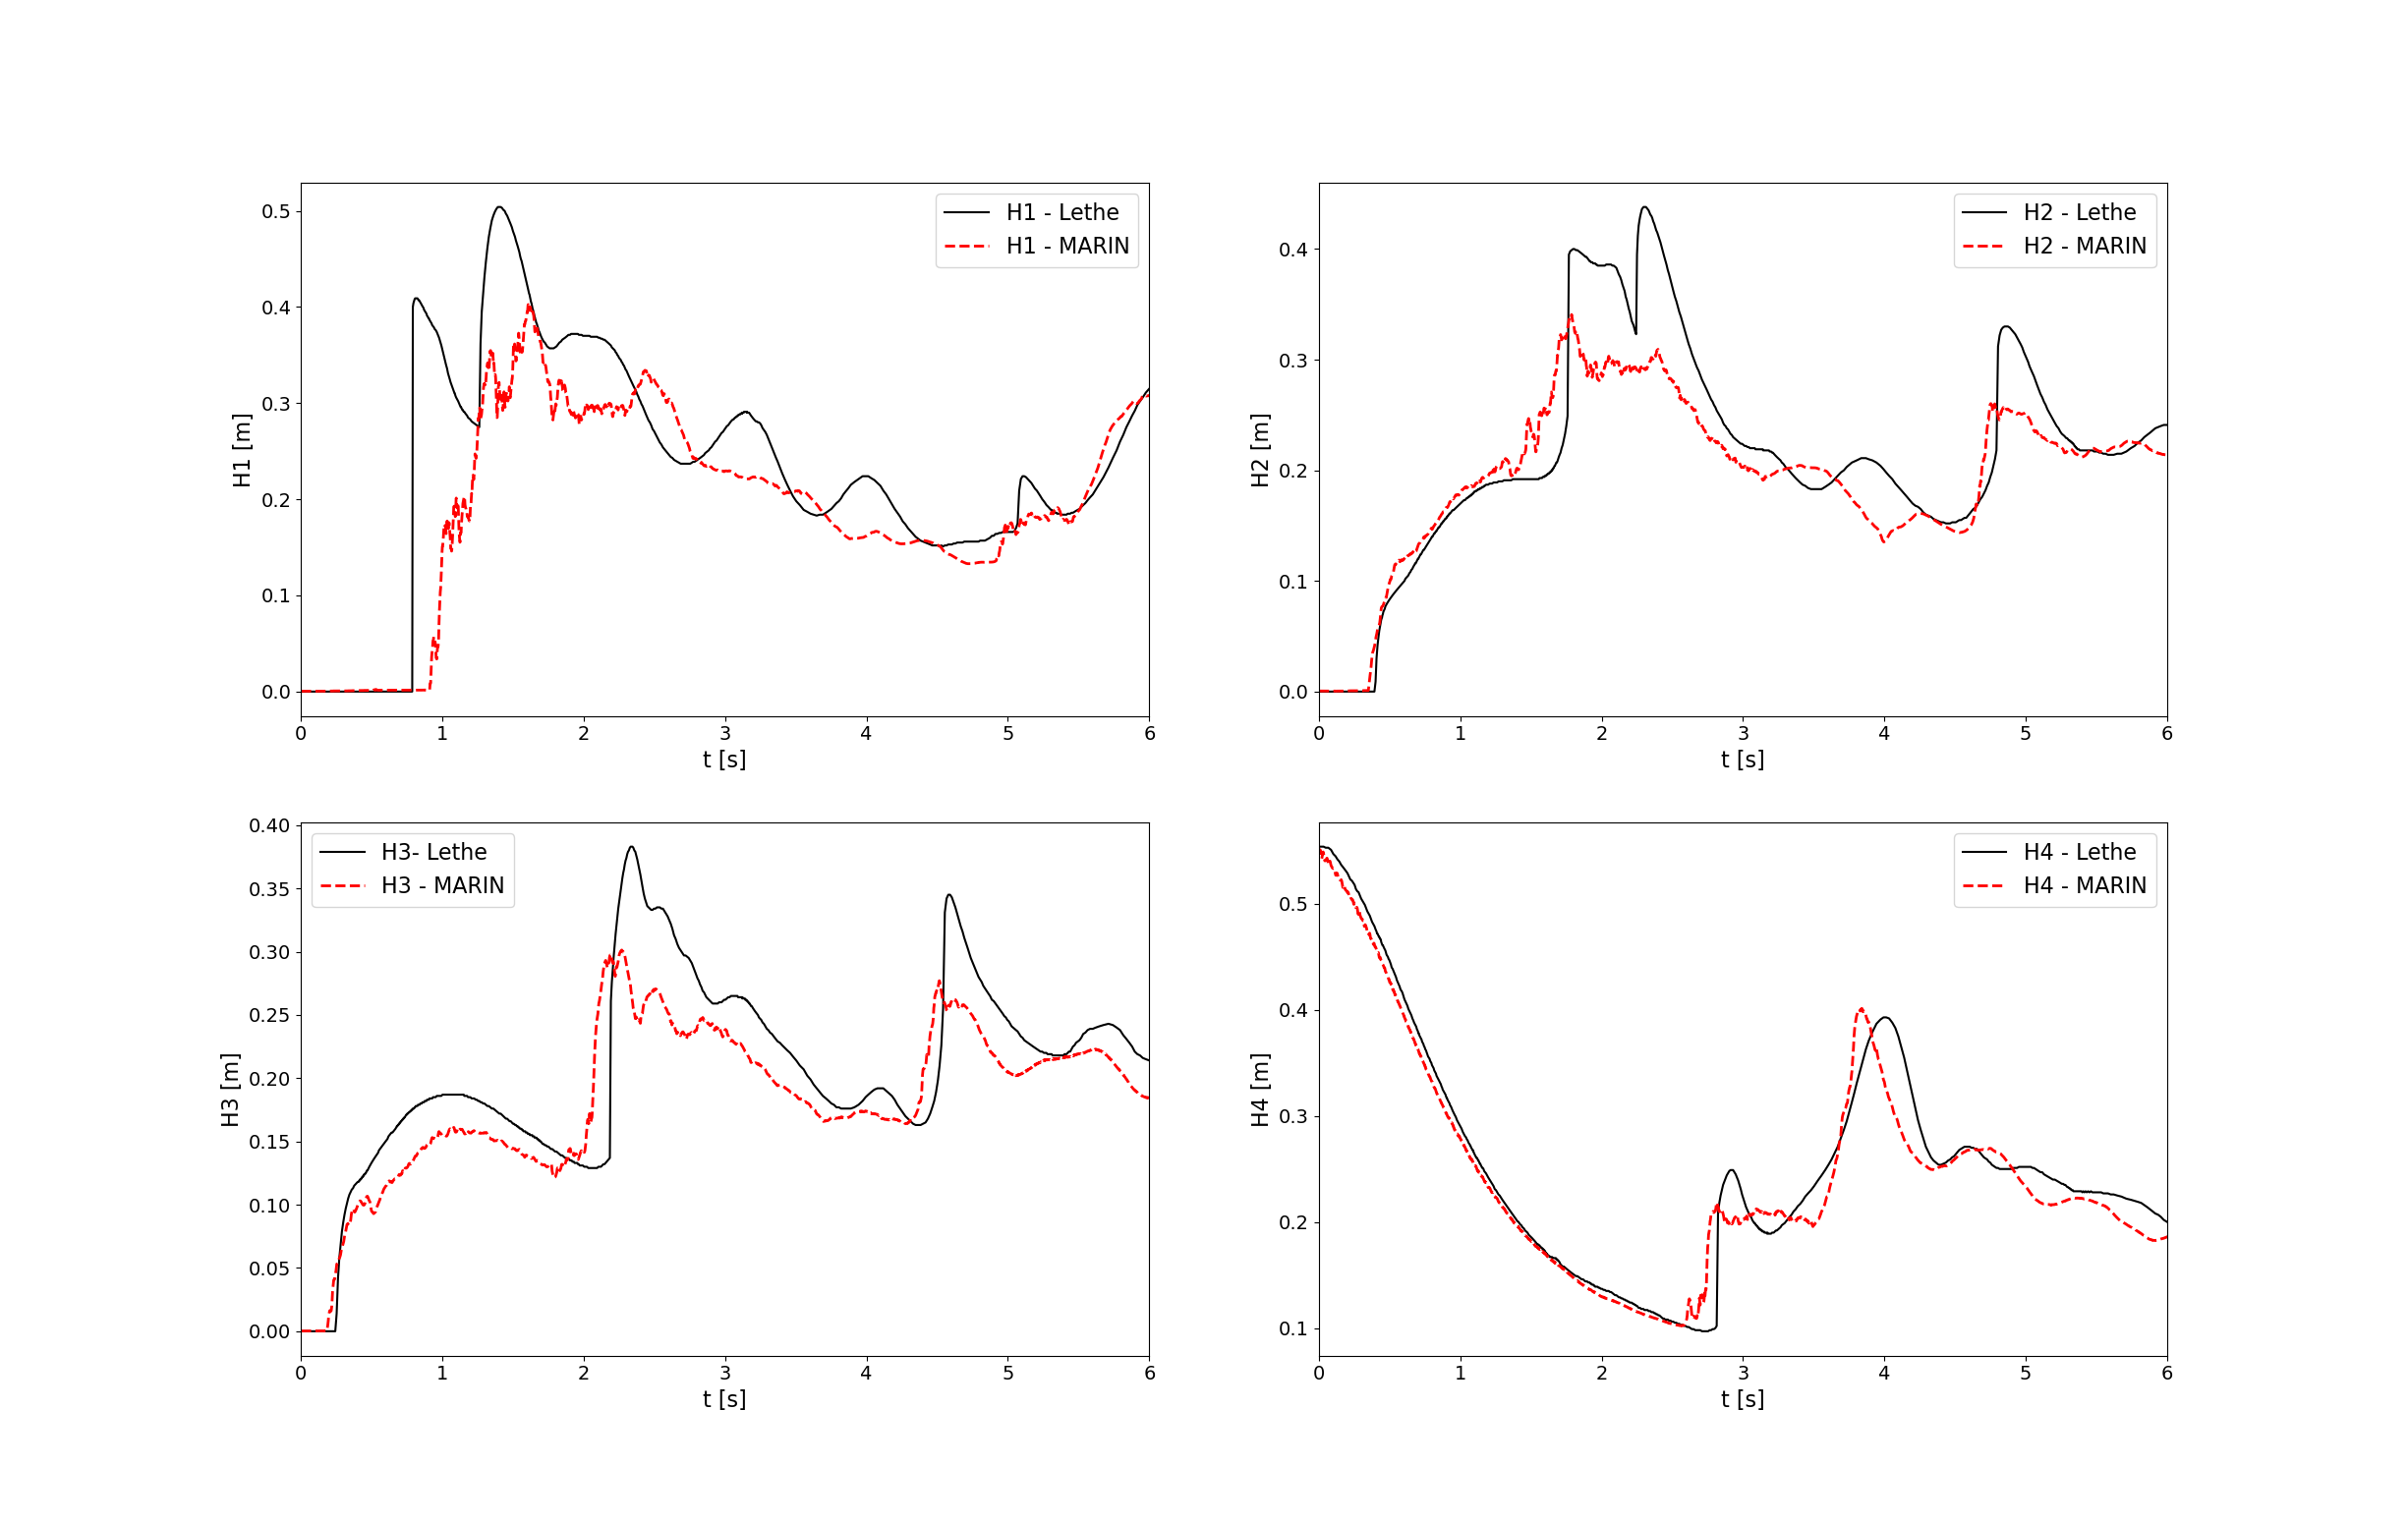 H1 - Lethe
H1 - MARIN
0.5
0.4
0.3
0.2
0.1
0.0
H1 [m]
0 1 2 3 4 5 6
t [s]
H2 - Lethe
H2 - MARIN
0.4
0.3
0.2
0.1
0.0
H2 [m]
0 1 2 3 4 5 6
t [s]
H3- Lethe
H3 - MARIN
0.40
0.35
0.30
0.25
0.20
0.15
0.10
0.05
0.00
H3 [m]
0 1 2 3 4 5 6
t [s]
H4 - Lethe
H4 - MARIN
0.5
0.4
0.3
0.2
0.1
H4 [m]
0 1 2 3 4 5 6
t [s]